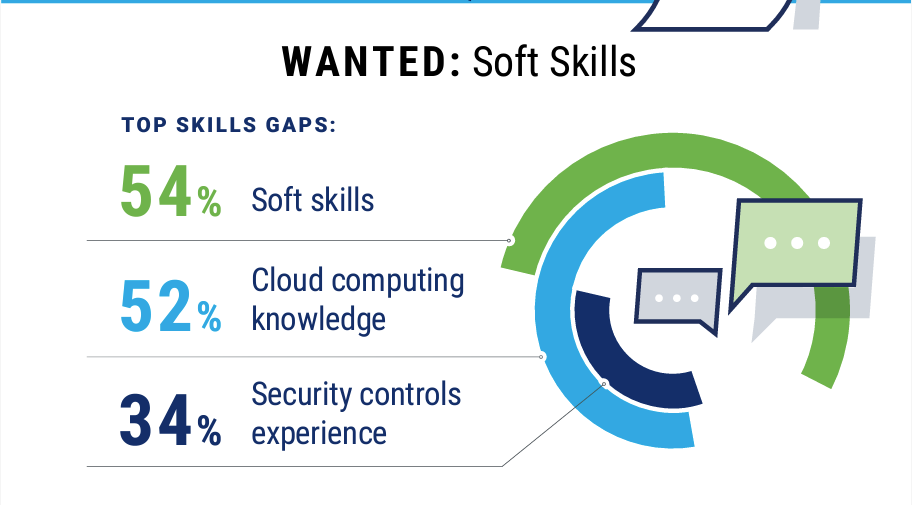 WANTED: Soft Skills
TOP SKILLS GAPS:
54% Soft skills
52% Cloud computing
knowledge
34% Security controls
experience